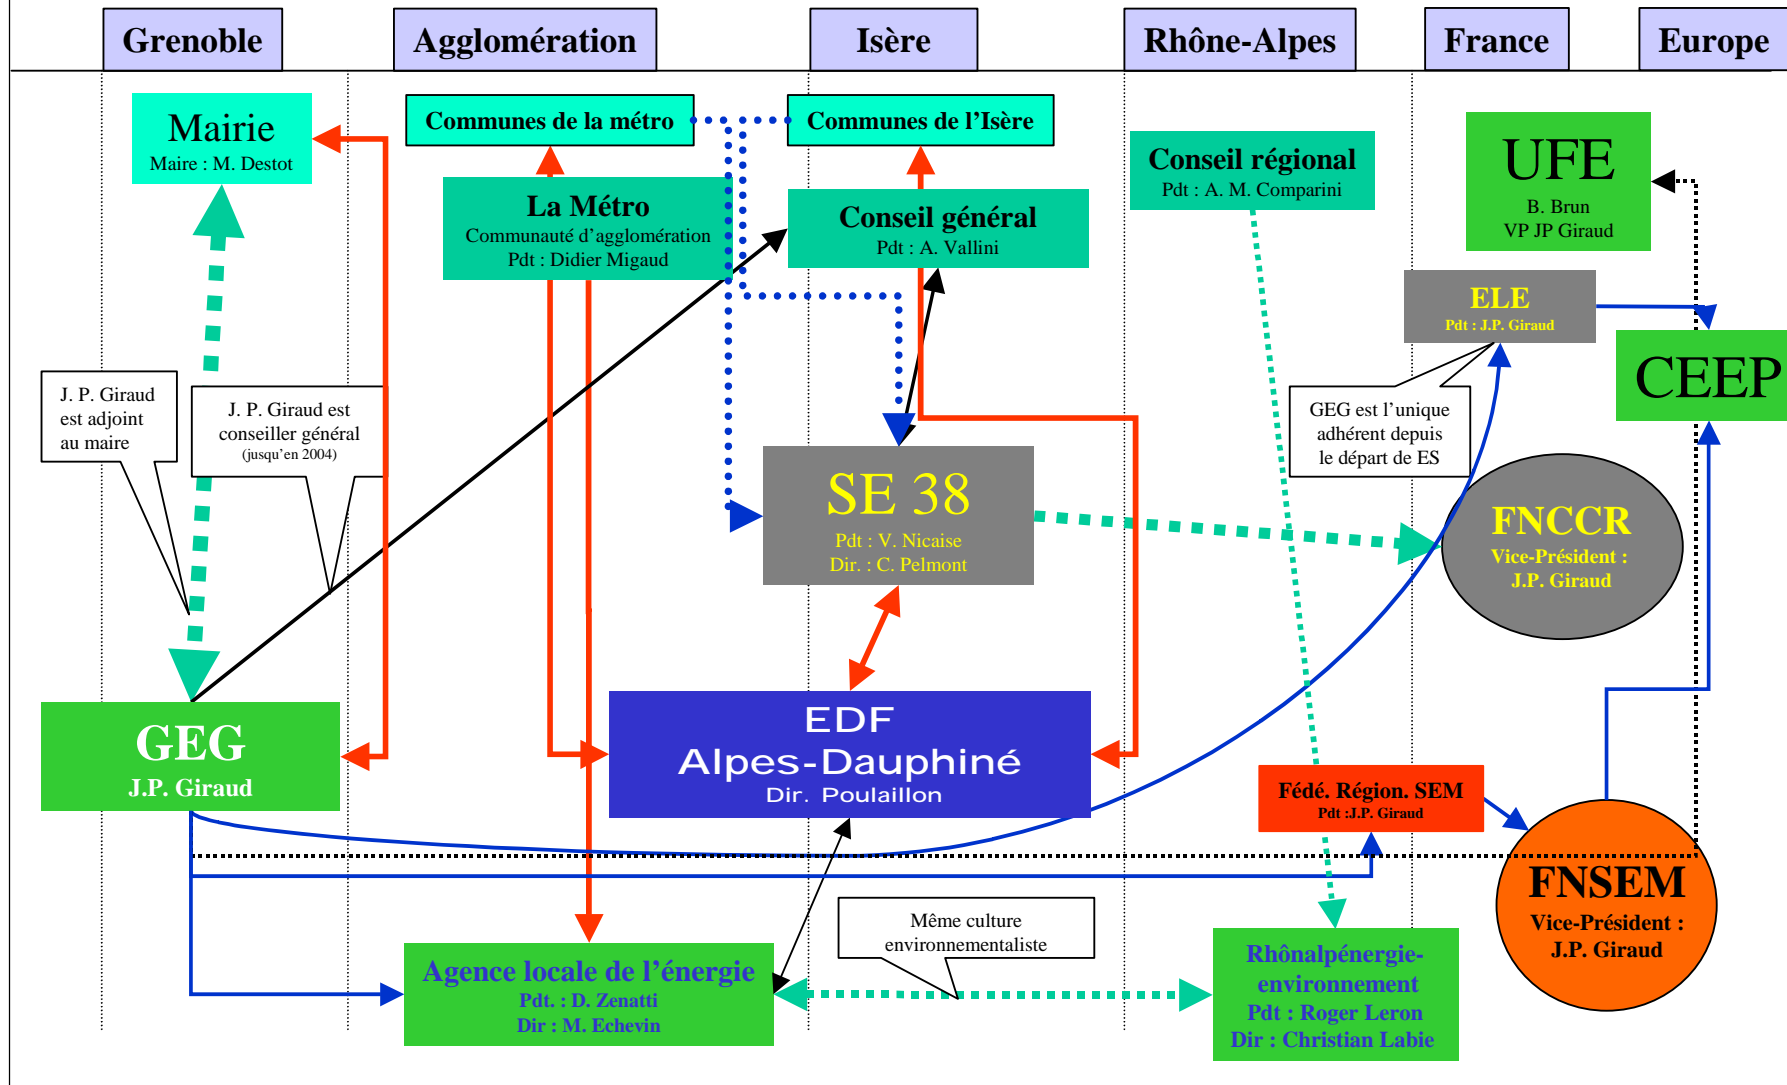 Grenoble
Agglomération
Isère
Rhône-Alpes
France
Europe
Mairie
Maire : M. Destot
Communes de la métro
Communes de l’Isère
Conseil régional
Pdt : A. M. Comparini
UFE
B. Brun
VP JP Giraud
La Métro
Communauté d’agglomération
Pdt : Didier Migaud
Conseil général
Pdt : A. Vallini
ELE
Pdt : J.P. Giraud
CEEP
J. P. Giraud
est adjoint
au maire
J. P. Giraud est
conseiller général
(jusqu’en 2004)
GEG est l’unique
adhérent depuis
le départ de ES
SE 38
Pdt : V. Nicaise
Dir. : C. Pelmont
FNCCR
Vice-Président :
J.P. Giraud
GEG
J.P. Giraud
EDF
Alpes-Dauphiné
Dir. Poulaillon
Fédé. Région. SEM
Pdt :J.P. Giraud
FNSEM
Vice-Président :
J.P. Giraud
Même culture
environnementaliste
Agence locale de l’énergie
Pdt. : D. Zenatti
Dir : M. Echevin
Rhônalpénergie-
environnement
Pdt : Roger Leron
Dir : Christian Labie